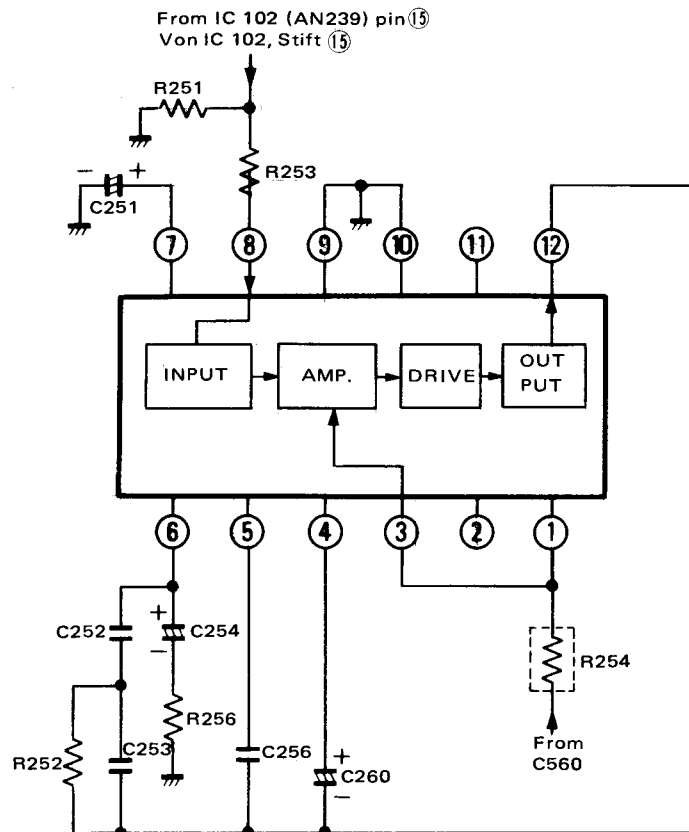 From IC 102 (AN239) pin ⑮
Von IC 102, Stift ⑮
R251
R253
− +
C251
⑦ ⑧ ⑨ ⑩ ⑪ ⑫
INPUT
AMP.
DRIVE
OUT
PUT
⑥ ⑤ ④ ③ ② ①
C252
+
C254
−
R254
R256
From
C560
R252
C253
C256
+
C260
−